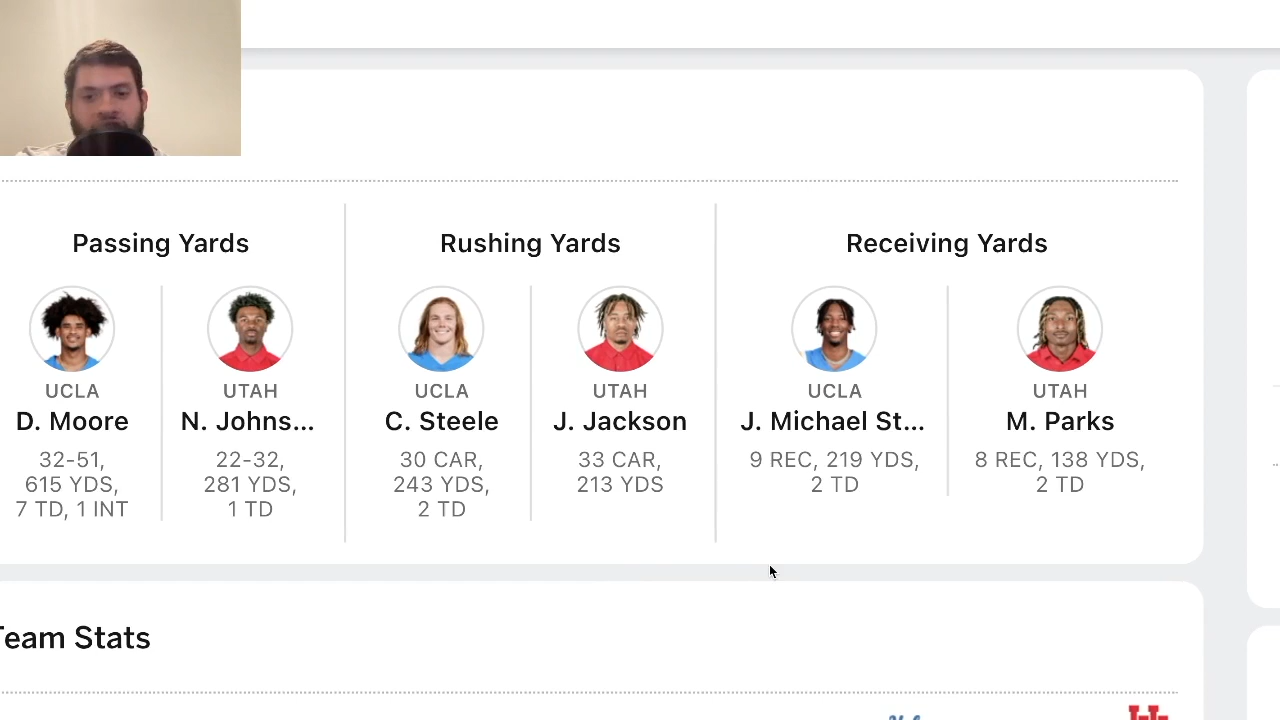 Passing Yards
Rushing Yards
Receiving Yards
UCLA
D. Moore
32-51,
615 YDS,
7 TD, 1 INT
UTAH
N. Johns...
22-32,
281 YDS,
1 TD
UCLA
C. Steele
30 CAR,
243 YDS,
2 TD
UTAH
J. Jackson
33 CAR,
213 YDS
UCLA
J. Michael St...
9 REC, 219 YDS,
2 TD
UTAH
M. Parks
8 REC, 138 YDS,
2 TD
Team Stats